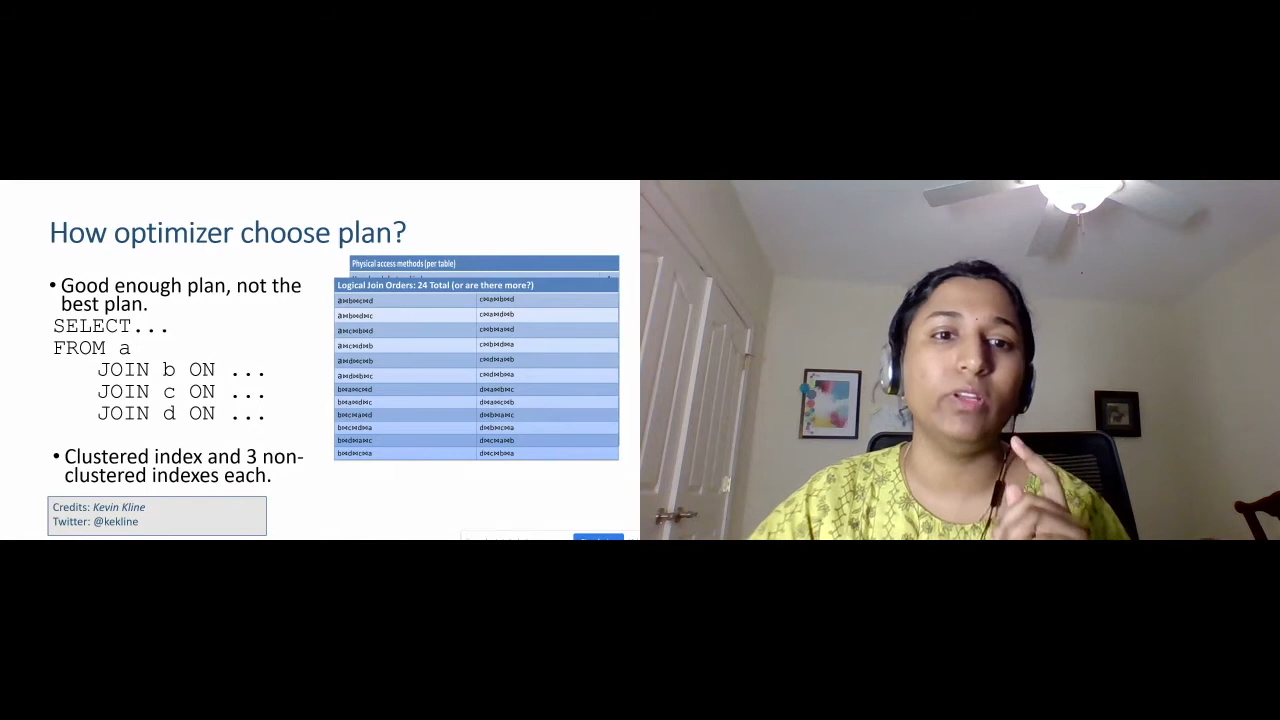 How optimizer choose plan?
• Good enough plan, not the
best plan.
SELECT...
FROM a
JOIN b ON ...
JOIN c ON ...
JOIN d ON ...
• Clustered index and 3 non-
clustered indexes each.
Credits: Kevin Kline
Twitter: @kekline
Physical access methods (per table)
Logical Join Orders: 24 Total (or are there more?)
a⋈b⋈c⋈d c⋈a⋈b⋈d
a⋈b⋈d⋈c c⋈a⋈d⋈b
a⋈c⋈b⋈d c⋈b⋈a⋈d
a⋈c⋈d⋈b c⋈b⋈d⋈a
a⋈d⋈c⋈b c⋈d⋈a⋈b
a⋈d⋈b⋈c c⋈d⋈b⋈a
b⋈a⋈c⋈d d⋈a⋈b⋈c
b⋈a⋈d⋈c d⋈a⋈c⋈b
b⋈c⋈a⋈d d⋈b⋈a⋈c
b⋈c⋈d⋈a d⋈b⋈c⋈a
b⋈d⋈a⋈c d⋈c⋈a⋈b
b⋈d⋈c⋈a d⋈c⋈b⋈a